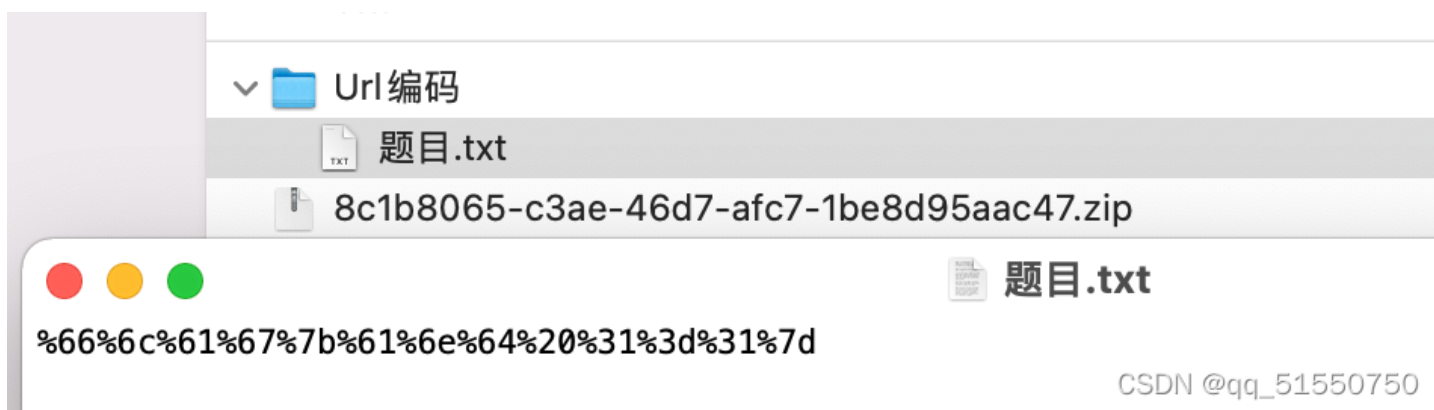 Url编码
题目.txt
8c1b8065-c3ae-46d7-afc7-1be8d95aac47.zip
题目.txt
%66%6c%61%67%7b%61%6e%64%20%31%3d%31%7d
CSDN @qq_51550750